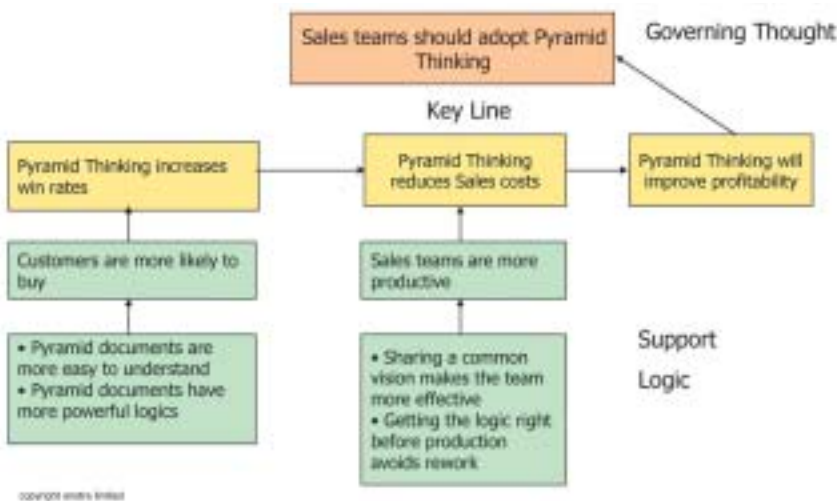 Sales teams should adopt Pyramid
Thinking
Governing Thought
Key Line
Pyramid Thinking increases
win rates
Pyramid Thinking
reduces Sales costs
Pyramid Thinking will
improve profitability
Customers are more likely to
buy
Sales teams are more
productive
• Pyramid documents are
more easy to understand
• Pyramid documents have
more powerful logics
• Sharing a common
vision makes the team
more effective
• Getting the logic right
before production
avoids rework
Support
Logic
copyright limited